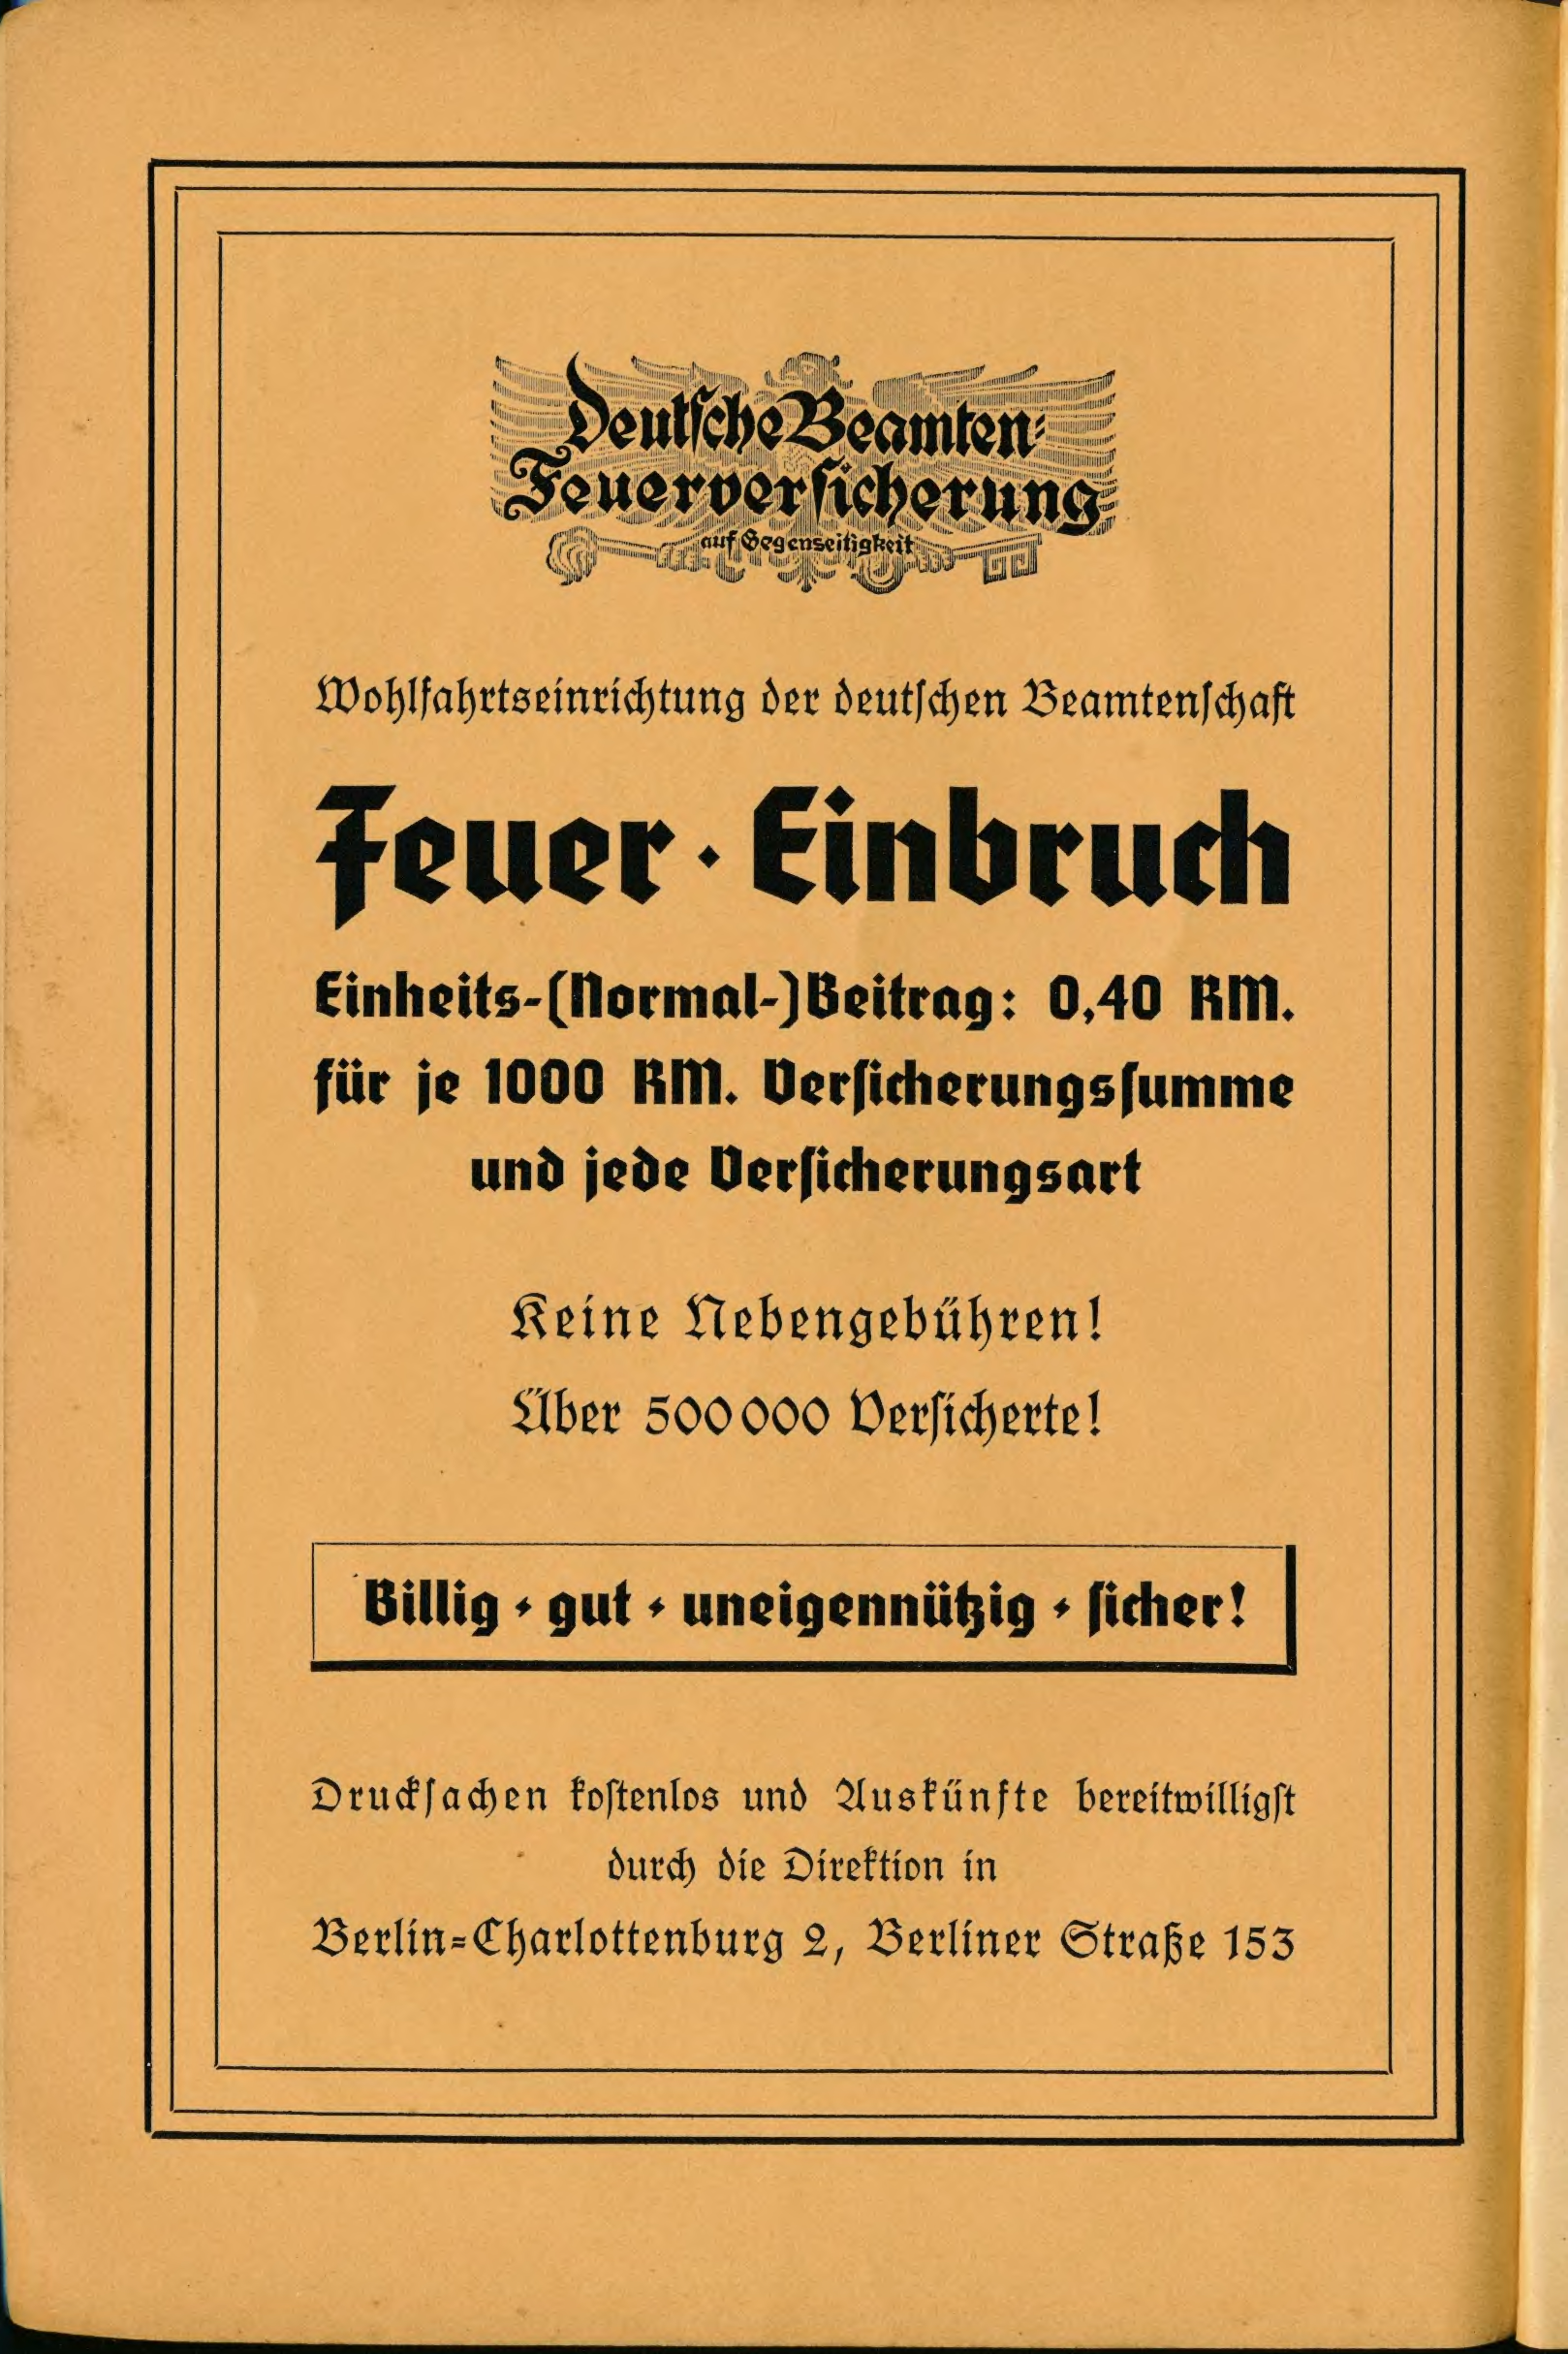 Deutsche Beamten-
Feuerversicherung
auf Gegenseitigkeit
Wohlfahrtseinrichtung der deutschen Beamtenschaft
Feuer · Einbruch
Einheits-(Normal-)Beitrag: 0,40 RM.
für je 1000 RM. Versicherungssumme
und jede Versicherungsart
Keine Nebengebühren!
Über 500000 Versicherte!
Billig · gut · uneigennützig · sicher!
Drucksachen kostenlos und Auskünfte bereitwilligst
durch die Direktion in
Berlin-Charlottenburg 2, Berliner Straße 153